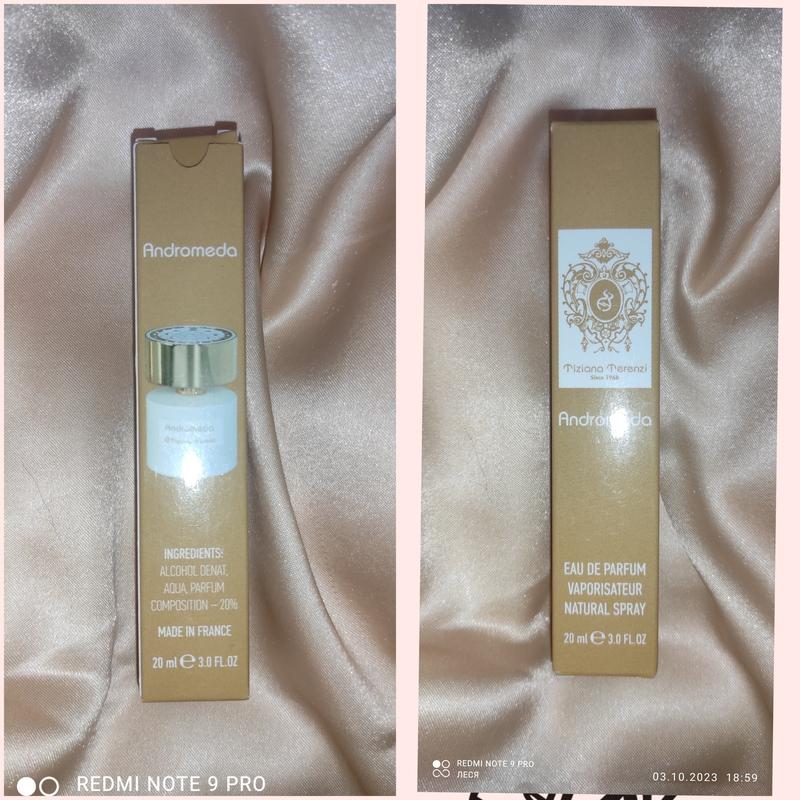 Andromeda
Andromeda
INGREDIENTS:
ALCOHOL DENAT,
AQUA, PARFUM
COMPOSITION – 20%
MADE IN FRANCE
20 ml e 3.0 FL.OZ
REDMI NOTE 9 PRO
Tiziana Terenzi
Since 1968
Andromeda
EAU DE PARFUM
VAPORISATEUR
NATURAL SPRAY
20 ml e 3.0 FL.OZ
REDMI NOTE 9 PRO
ЛЕСЯ
03.10.2023 18:59